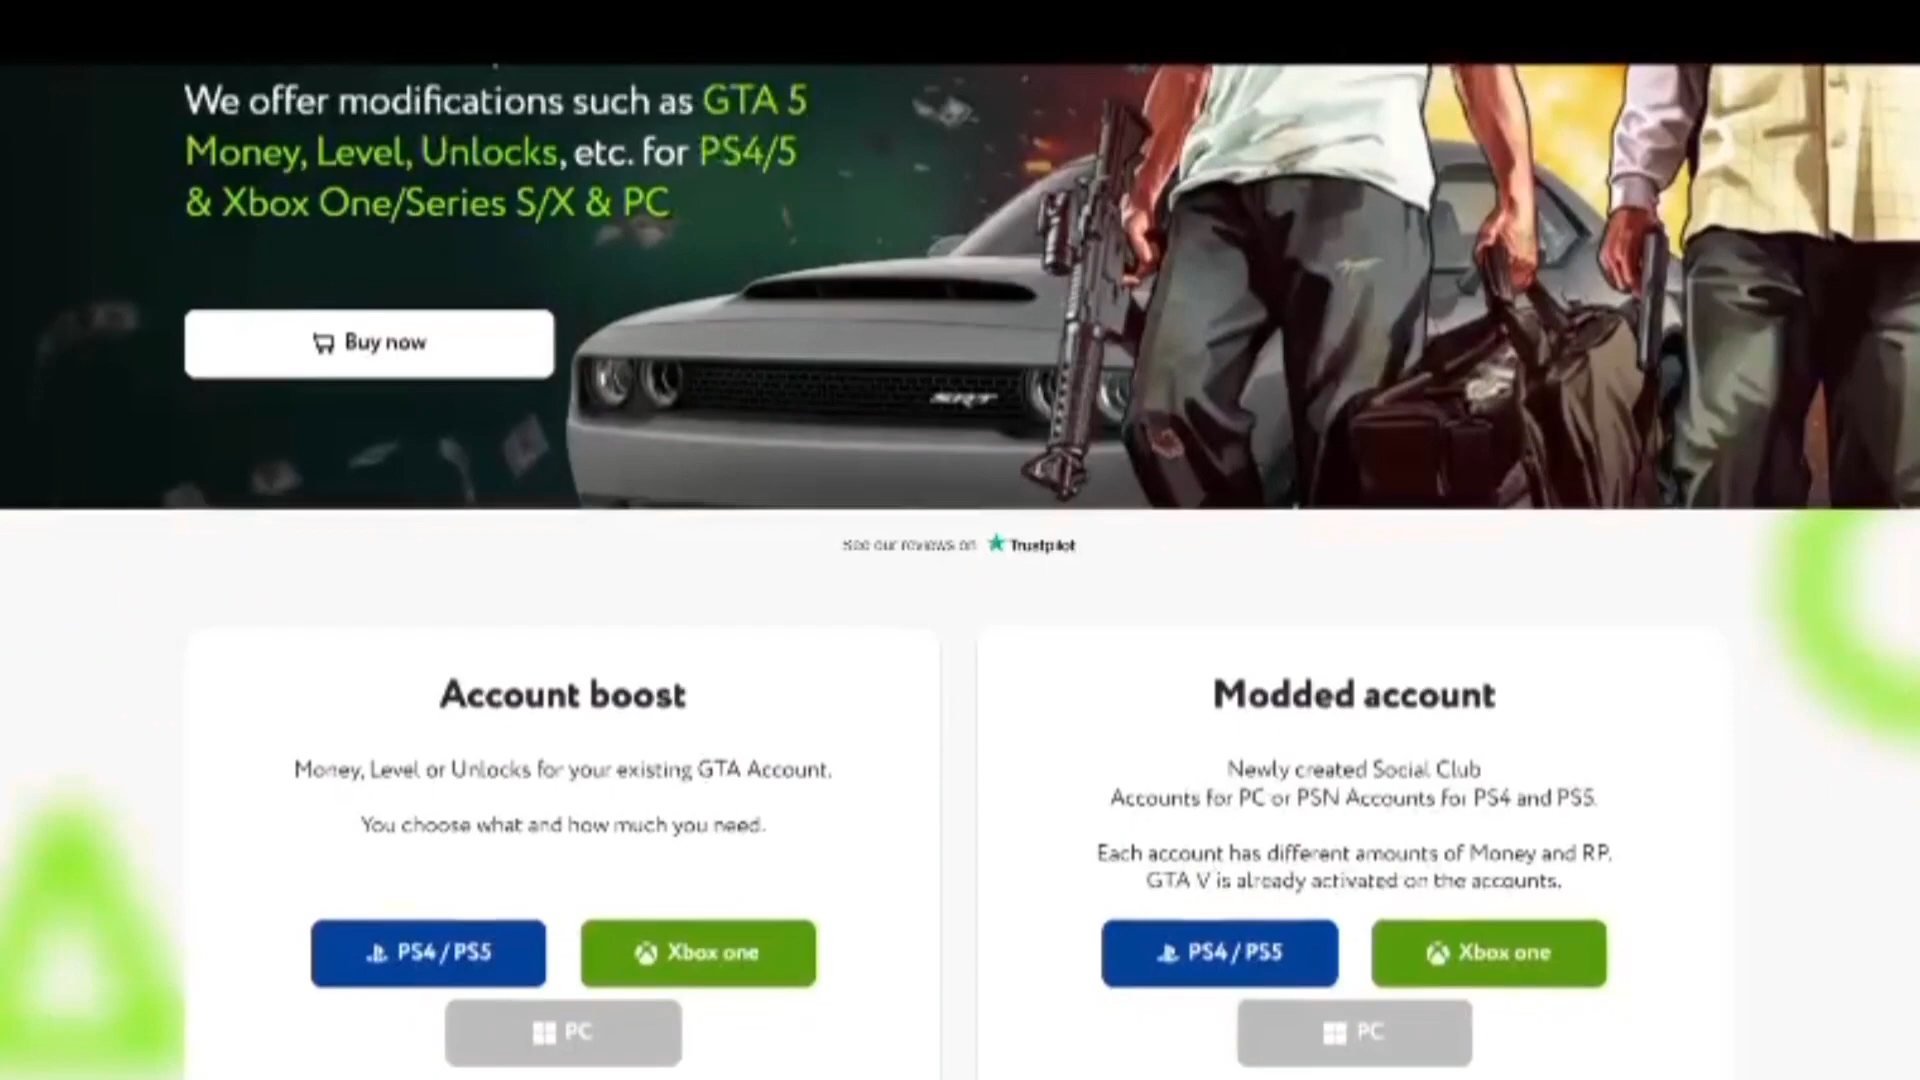 We offer modifications such as GTA 5
Money, Level, Unlocks, etc. for PS4/5
& Xbox One/Series S/X & PC
Buy now
SRT
See our reviews on Trustpilot
Account boost
Money, Level or Unlocks for your existing GTA Account.
You choose what and how much you need.
PS4 / PS5
Xbox one
PC
Modded account
Newly created Social Club
Accounts for PC or PSN Accounts for PS4 and PS5.
Each account has different amounts of Money and RP.
GTA V is already activated on the accounts.
PS4 / PS5
Xbox one
PC